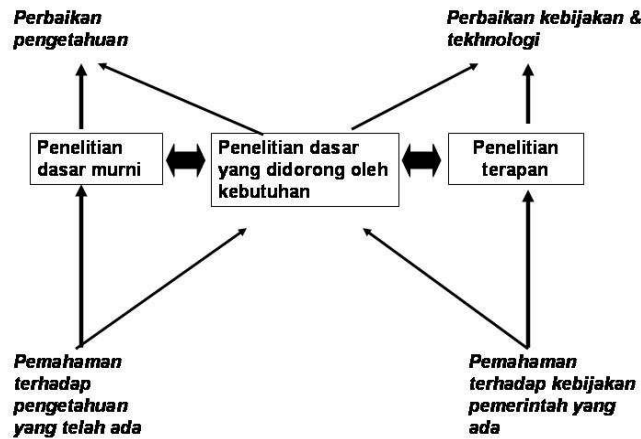 Perbaikan
pengetahuan
Perbaikan kebijakan &
tekhnologi
Penelitian
dasar murni
Penelitian dasar
yang didorong oleh
kebutuhan
Penelitian
terapan
Pemahaman
terhadap
pengetahuan
yang telah ada
Pemahaman
terhadap kebijakan
pemerintah yang
ada